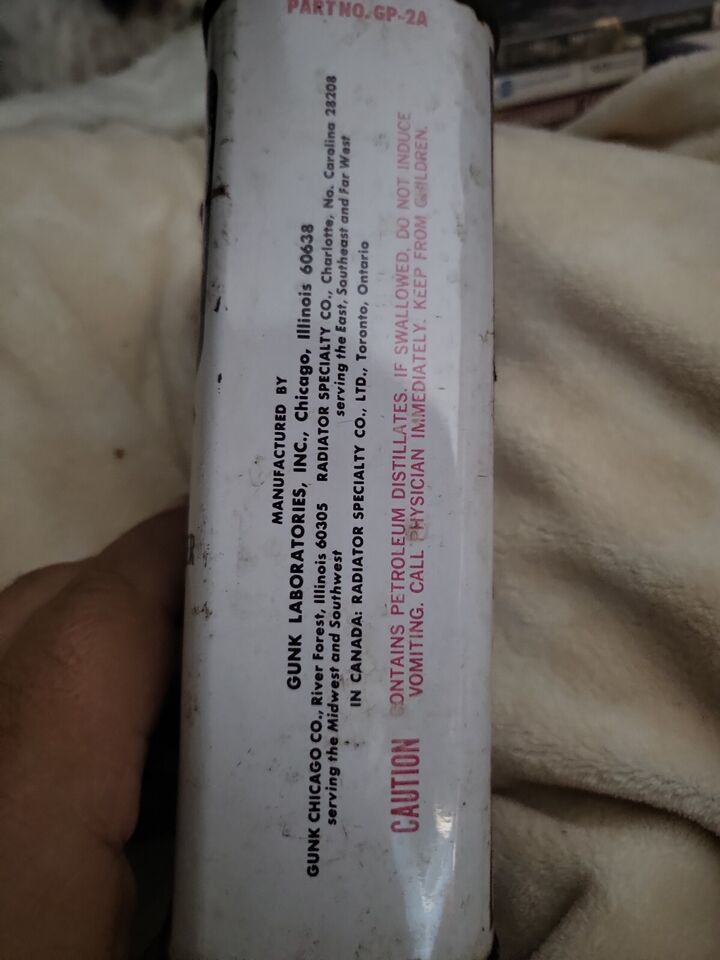 PART NO. GP-2A
MANUFACTURED BY
GUNK LABORATORIES, INC., Chicago, Illinois 60638
GUNK CHICAGO CO., River Forest, Illinois 60305
serving the Midwest and Southwest
RADIATOR SPECIALTY CO., Charlotte, No. Carolina 28208
serving the East, Southeast and Far West
IN CANADA: RADIATOR SPECIALTY CO., LTD., Toronto, Ontario
CAUTION CONTAINS PETROLEUM DISTILLATES. IF SWALLOWED, DO NOT INDUCE
VOMITING. CALL PHYSICIAN IMMEDIATELY. KEEP FROM CHILDREN.